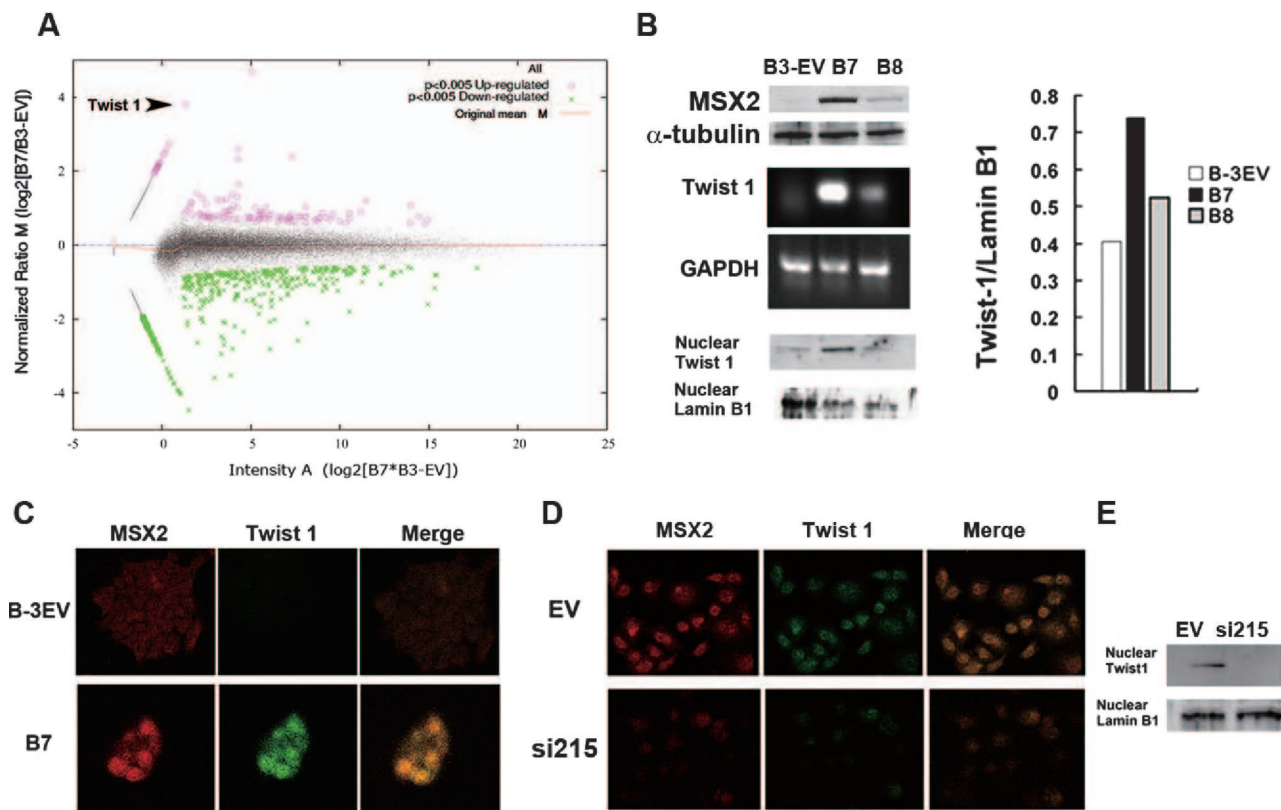 A
All
p<0.005 Up-regulated
p<0.005 Down-regulated
Original mean M
Twist 1
Normalized Ratio M (log2[B7/B3-EV])
4
2
0
-2
-4
-5
0
5
10
15
20
25
Intensity A (log2[B7*B3-EV])
B
B3-EV B7 B8
MSX2
α-tubulin
Twist 1
GAPDH
Nuclear
Twist 1
Nuclear
Lamin B1
Twist-1/Lamin B1
0.8
0.7
0.6
0.5
0.4
0.3
0.2
0.1
0
B-3EV
B7
B8
C
MSX2 Twist 1 Merge
B-3EV
B7
D
MSX2 Twist 1 Merge
EV
si215
E
EV si215
Nuclear
Twist1
Nuclear
Lamin B1